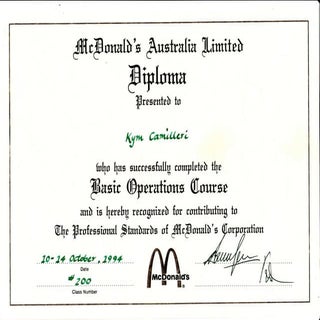 McDonald's Australia Limited
Diploma
Presented to
Kym Camilleri
who has successfully completed the
Basic Operations Course
and is hereby recognized for contributing to
The Professional Standards of McDonald's Corporation
10-14 October, 1994
Date
#200
Class Number
McDonald's